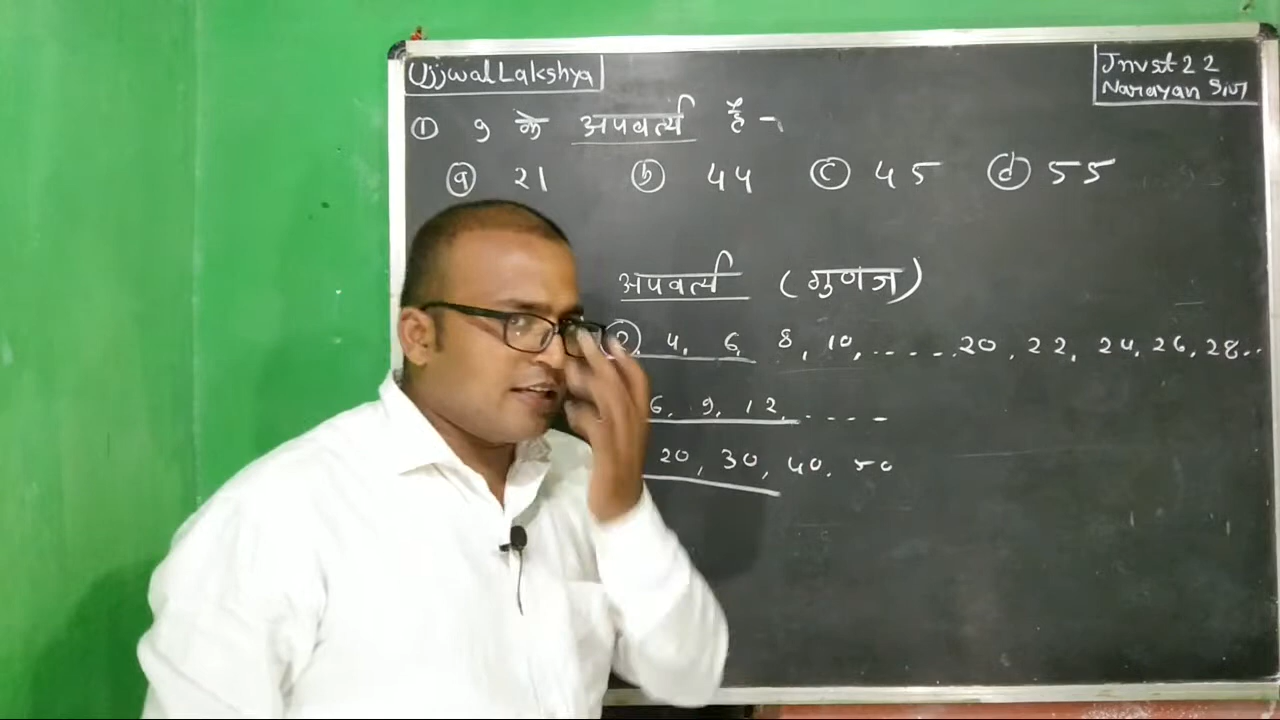 Ujjwal Lakshya
Jnvst 22
Narayan Sir
① 9 के अपवर्त्य है -
ⓐ 21 ⓑ 44 ⓒ 45 ⓓ 55
अपवर्त्य (गुणज)
2, 4, 6, 8, 10, ..... 20, 22, 24, 26, 28..
6, 9, 12, ....
20, 30, 40, 50